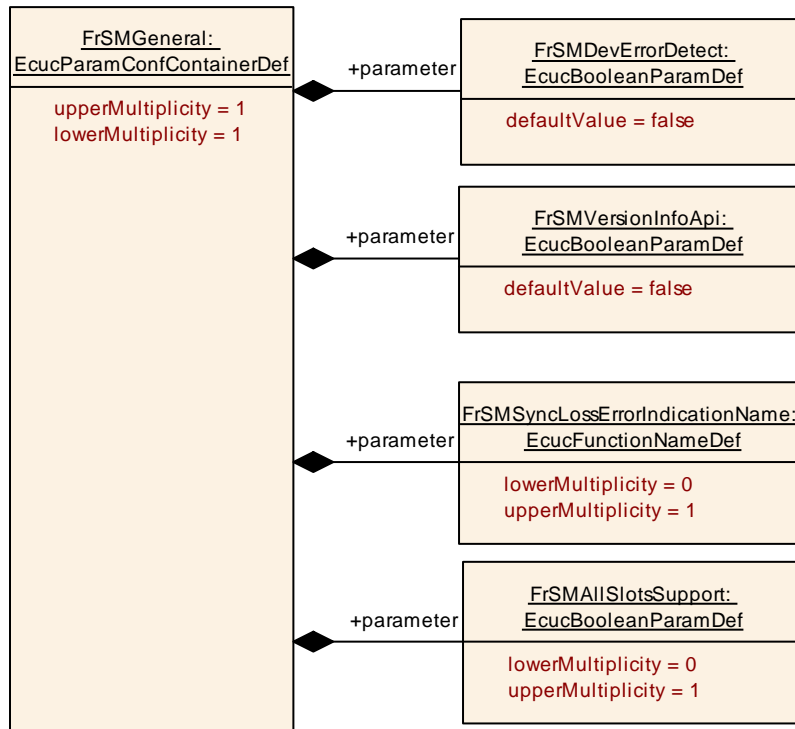 FrSMGeneral:
EcucParamConfContainerDef
upperMultiplicity = 1
lowerMultiplicity = 1
+parameter
FrSMDevErrorDetect:
EcucBooleanParamDef
defaultValue = false
+parameter
FrSMVersionInfoApi:
EcucBooleanParamDef
defaultValue = false
+parameter
FrSMSyncLossErrorIndicationName:
EcucFunctionNameDef
lowerMultiplicity = 0
upperMultiplicity = 1
+parameter
FrSMAllSlotsSupport:
EcucBooleanParamDef
lowerMultiplicity = 0
upperMultiplicity = 1